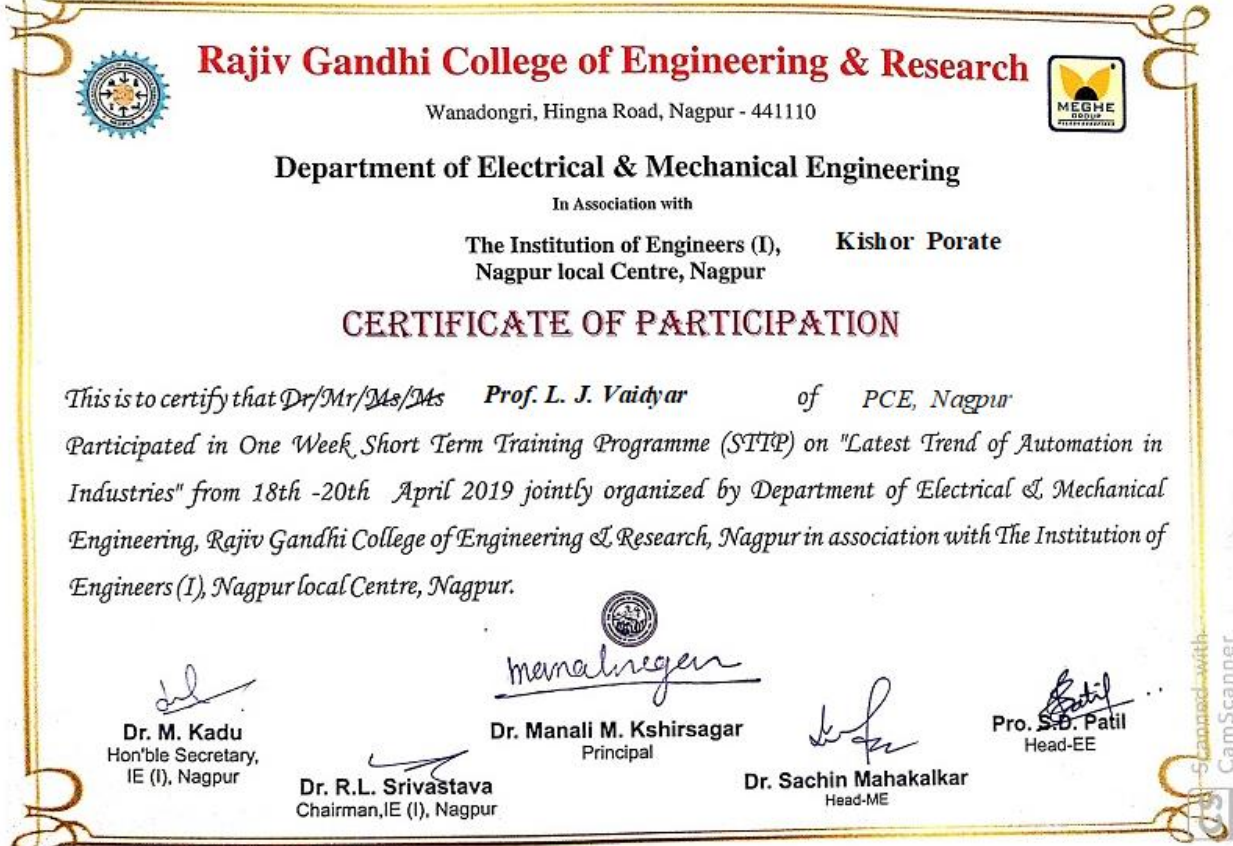 Rajiv Gandhi College of Engineering & Research
MEGHE
GROUP
Wanadongri, Hingna Road, Nagpur - 441110
Department of Electrical & Mechanical Engineering
In Association with
The Institution of Engineers (I), Kishor Porate
Nagpur local Centre, Nagpur
CERTIFICATE OF PARTICIPATION
This is to certify that Dr/Mr/Ms/Ms Prof. L. J. Vaidyar of PCE, Nagpur
Participated in One Week Short Term Training Programme (STTP) on "Latest Trend of Automation in
Industries" from 18th -20th April 2019 jointly organized by Department of Electrical & Mechanical
Engineering, Rajiv Gandhi College of Engineering & Research, Nagpur in association with The Institution of
Engineers (I), Nagpur local Centre, Nagpur.
Dr. M. Kadu
Hon'ble Secretary,
IE (I), Nagpur
Dr. R.L. Srivastava
Chairman,IE (I), Nagpur
Dr. Manali M. Kshirsagar
Principal
Dr. Sachin Mahakalkar
Head-ME
Pro. S.D. Patil
Head-EE
CS Scanned with
CamScanner